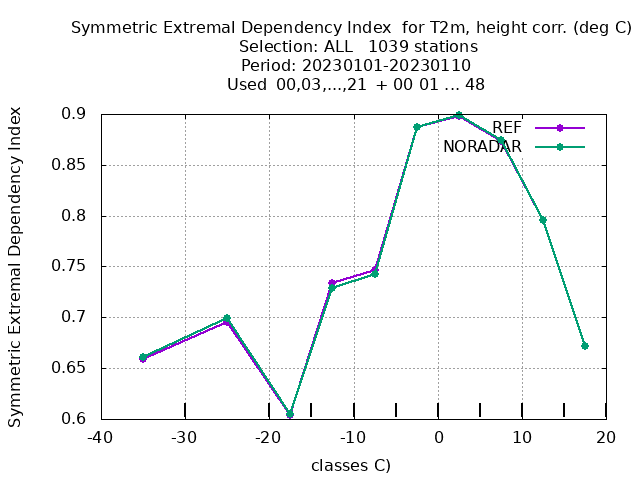 Symmetric Extremal Dependency Index  for T2m, height corr. (deg C)
Selection: ALL   1039 stations
Period: 20230101-20230110
Used  00,03,...,21  + 00 01 ... 48
Symmetric Extremal Dependency Index
0.9
0.85
0.8
0.75
0.7
0.65
0.6
REF
NORADAR
-40 -30 -20 -10 0 10 20
classes C)